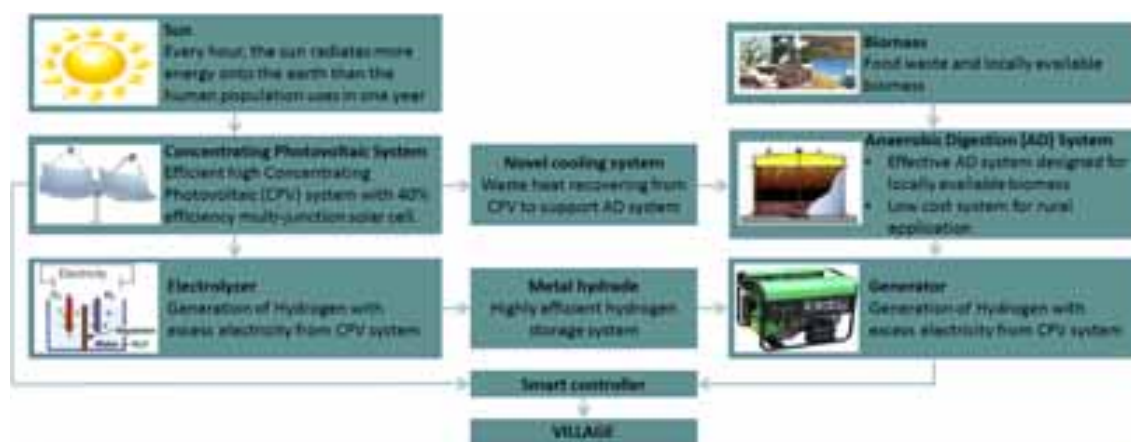 Sun
Every hour, the sun radiates more
energy onto the earth than the
human population uses in one year
Biomass
Food waste and locally available
biomass
Concentrating Photovoltaic System
Efficient high Concentrating
Photovoltaic (CPV) system with 40%
efficiency multi-junction solar cell.
Novel cooling system
Waste heat recovering from
CPV to support AD system
Anaerobic Digestion (AD) System
• Effective AD system designed for
locally available biomass
• Low cost system for rural
application
Electricity
Electrolyzer
Generation of Hydrogen with
excess electricity from CPV system
Metal hydride
Highly efficient hydrogen
storage system
Generator
Generation of Hydrogen with
excess electricity from CPV system
Smart controller
VILLAGE